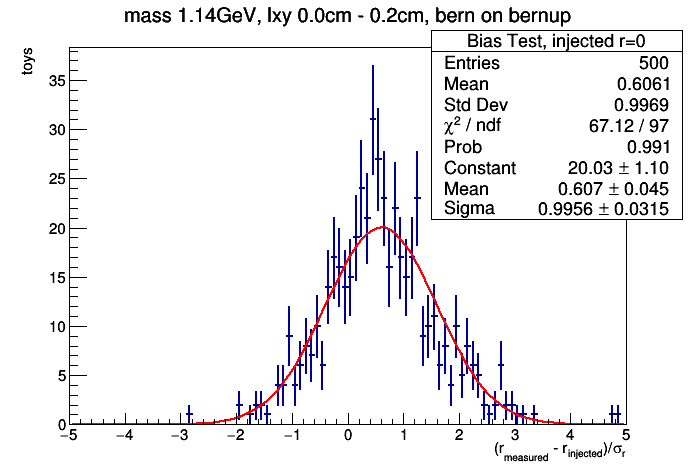 mass 1.14GeV, lxy 0.0cm - 0.2cm, bern on bernup
Bias Test, injected r=0
Entries 500
Mean 0.6061
Std Dev 0.9969
χ² / ndf 67.12 / 97
Prob 0.991
Constant 20.03 ± 1.10
Mean 0.607 ± 0.045
Sigma 0.9956 ± 0.0315
toys
35
30
25
20
15
10
5
0
−5 −4 −3 −2 −1 0 1 2 3 4 5
(r_measured - r_injected)/σ_r